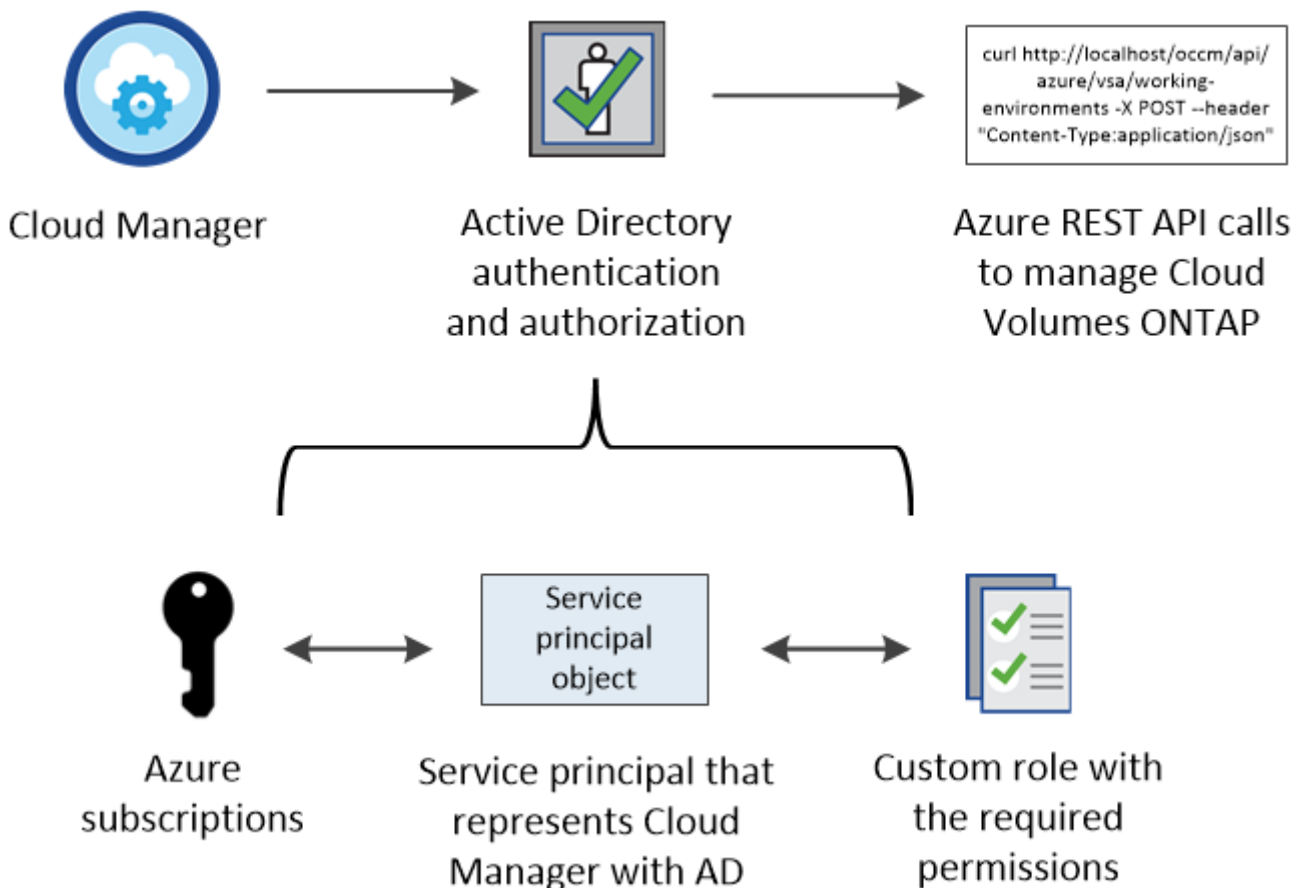 curl http://localhost/occm/api/
azure/vsa/working-
environments -X POST --header
"Content-Type:application/json"
Cloud Manager
Active Directory
authentication
and authorization
Azure REST API calls
to manage Cloud
Volumes ONTAP
Service
principal
object
Azure
subscriptions
Service principal that
represents Cloud
Manager with AD
Custom role with
the required
permissions